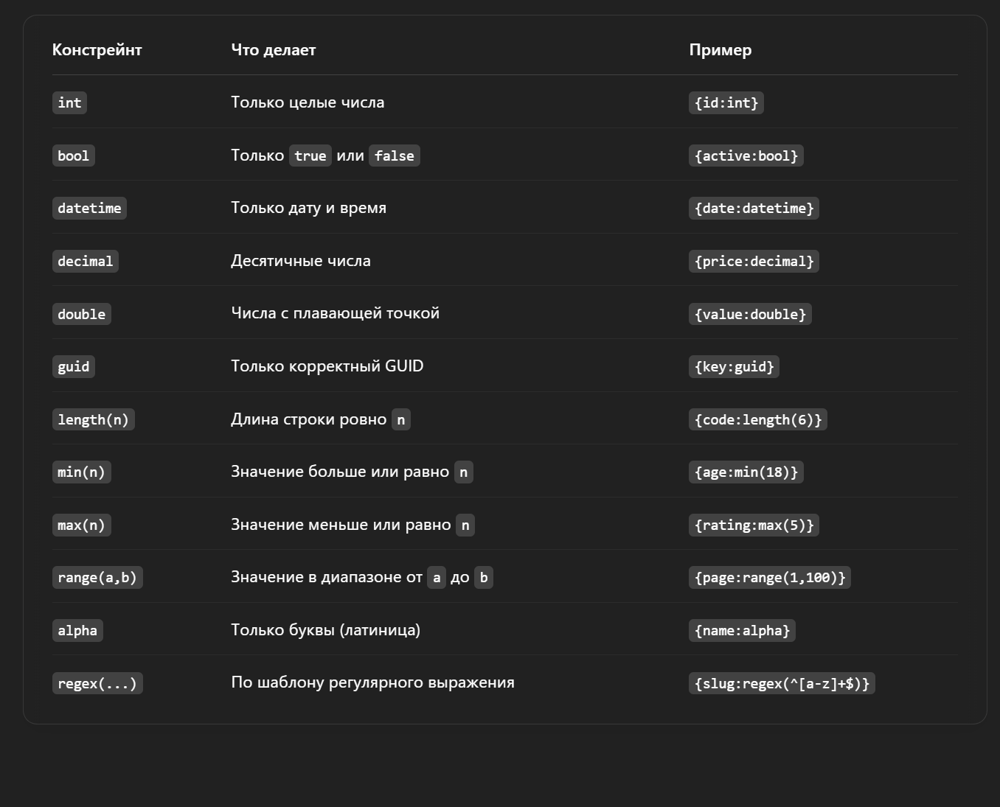 Констрейнт Что делает Пример
int Только целые числа {id:int}
bool Только true или false {active:bool}
datetime Только дату и время {date:datetime}
decimal Десятичные числа {price:decimal}
double Числа с плавающей точкой {value:double}
guid Только корректный GUID {key:guid}
length(n) Длина строки ровно n {code:length(6)}
min(n) Значение больше или равно n {age:min(18)}
max(n) Значение меньше или равно n {rating:max(5)}
range(a,b) Значение в диапазоне от a до b {page:range(1,100)}
alpha Только буквы (латиница) {name:alpha}
regex(...) По шаблону регулярного выражения {slug:regex(^[a-z]+$)}